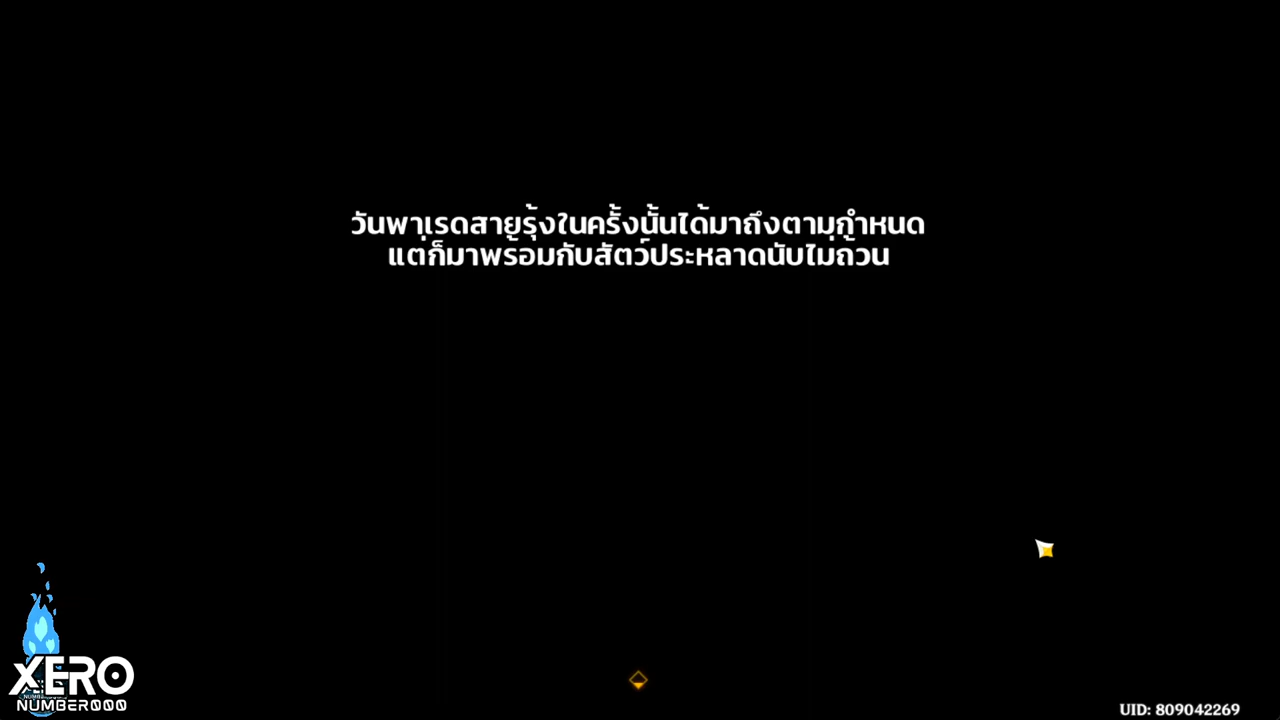 วันพาเรดสายรุ้งในครั้งนั้นได้มาถึงตามกำหนด
แต่ก็มาพร้อมกับสัตว์ประหลาดนับไม่ถ้วน
XERO
NUMBER000
UID: 809042269